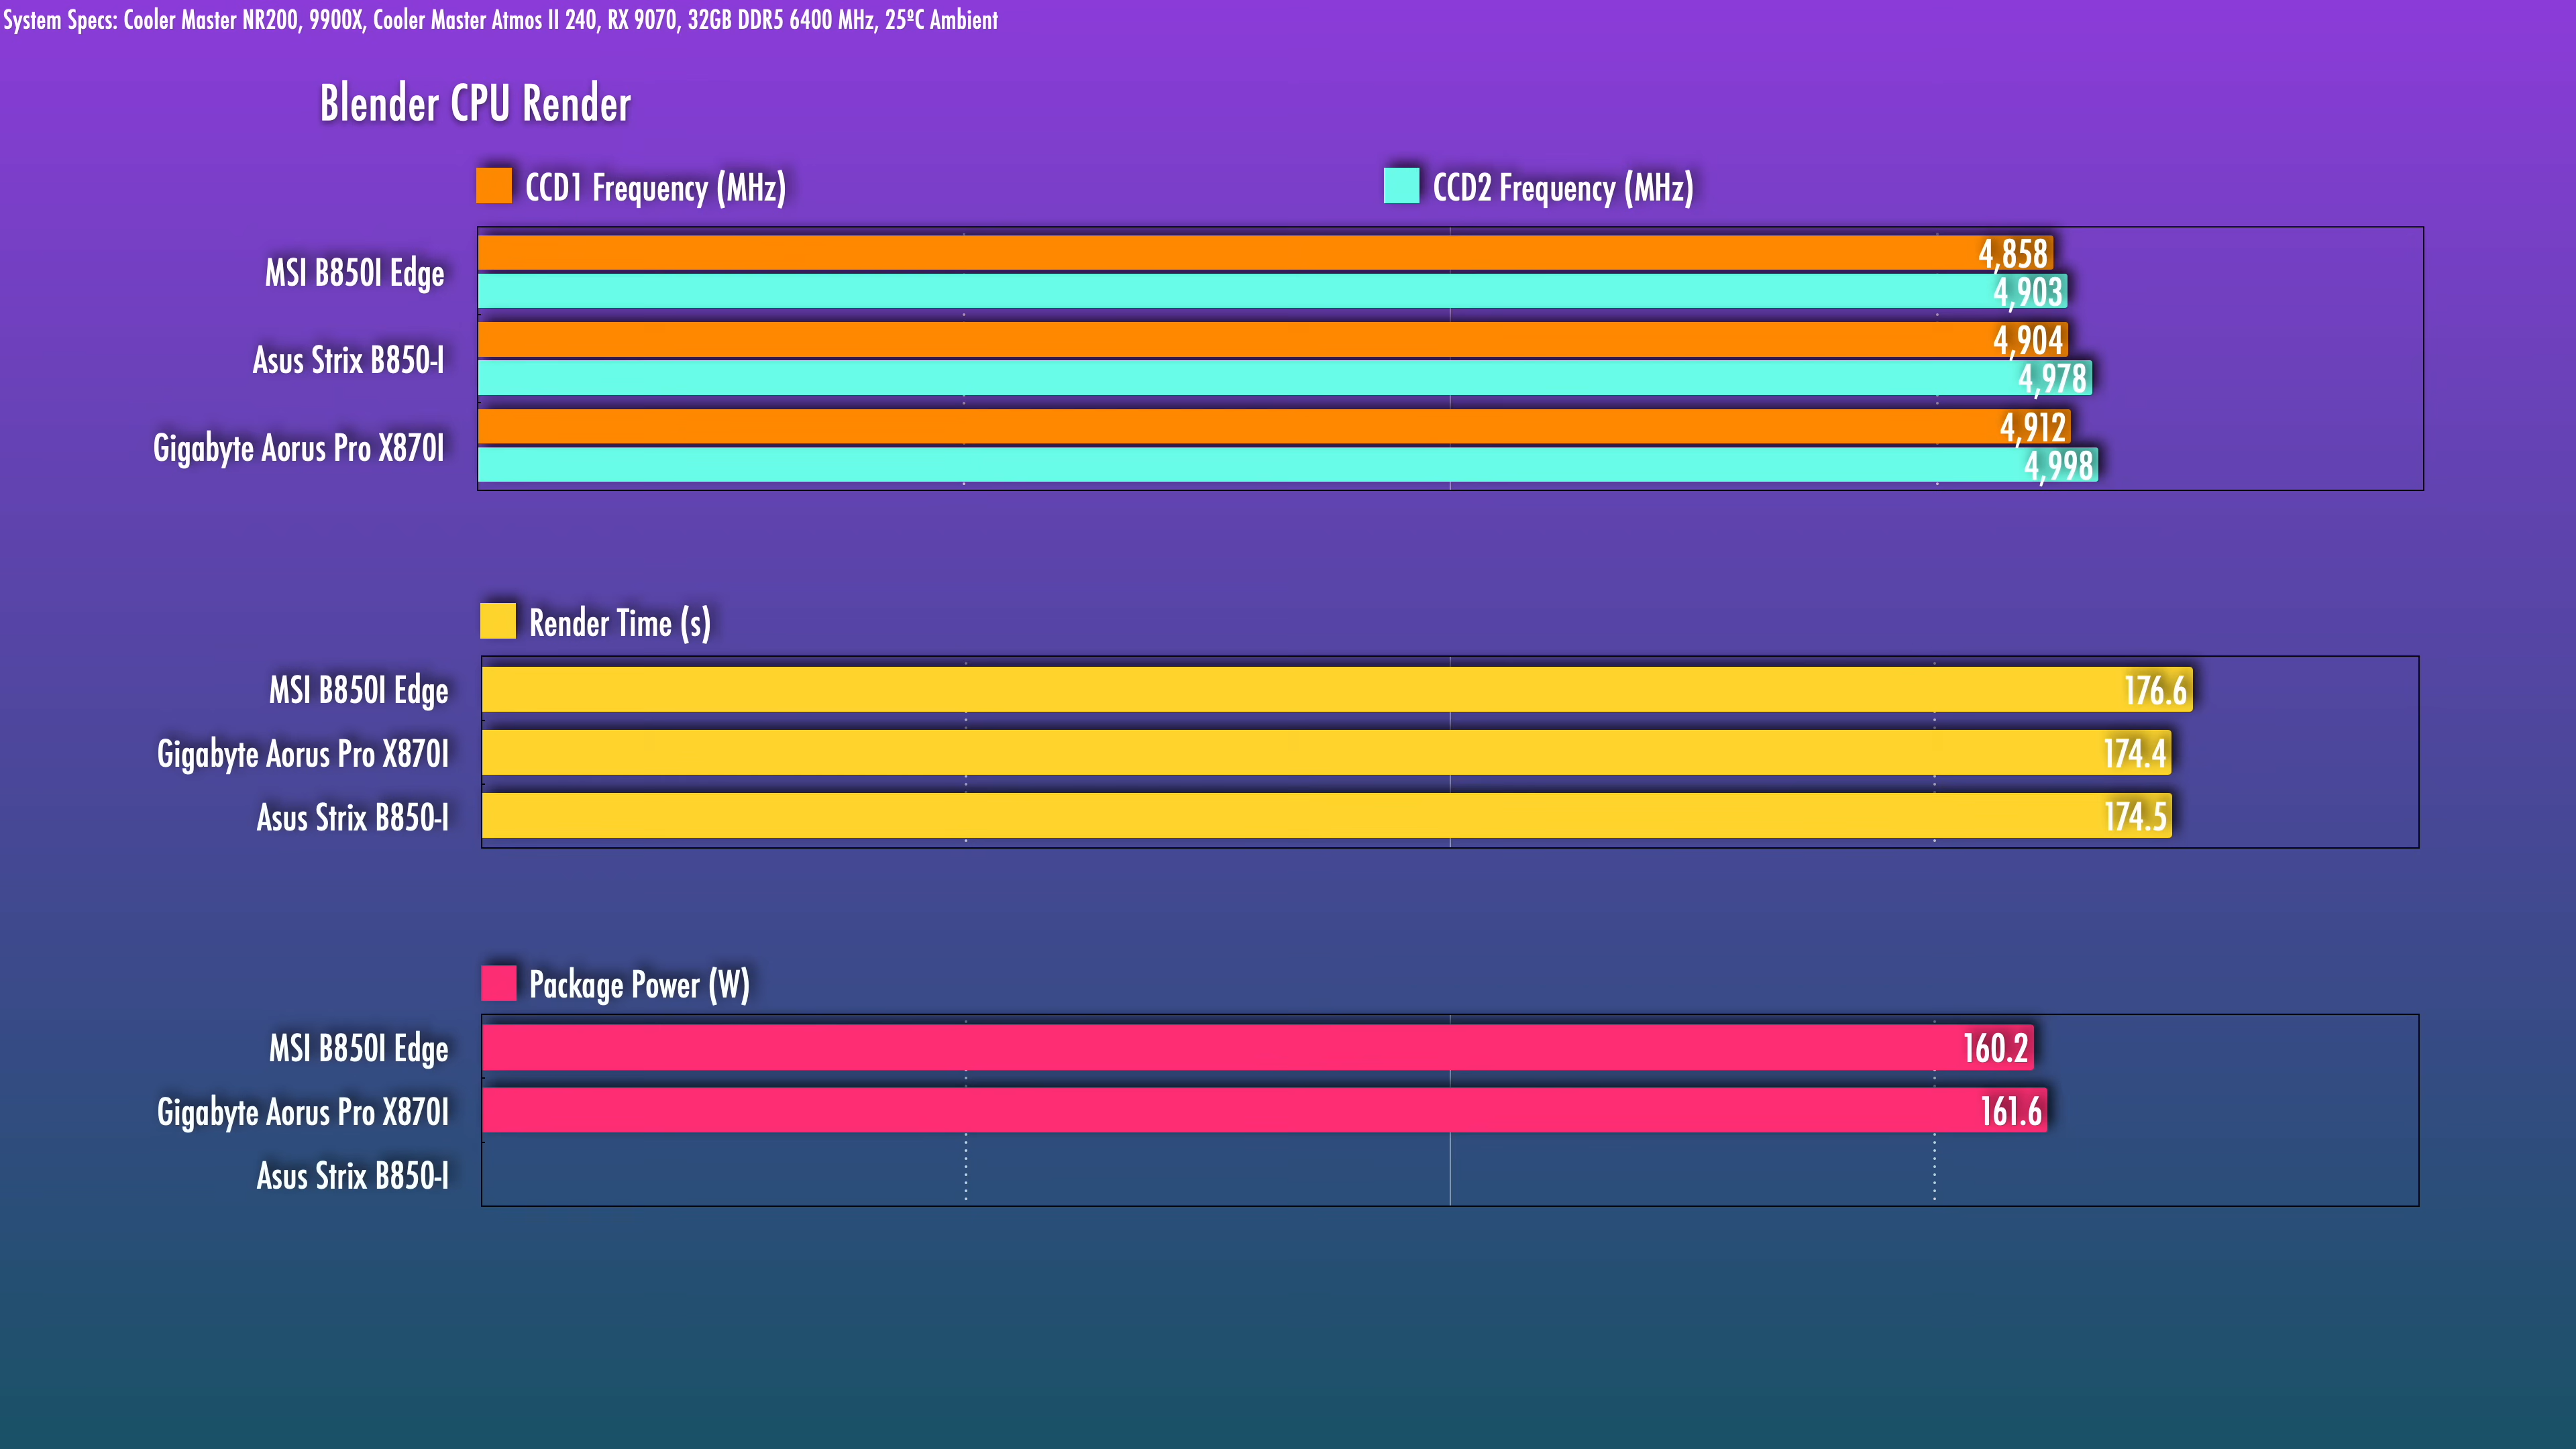 System Specs: Cooler Master NR200, 9900X, Cooler Master Atmos II 240, RX 9070, 32GB DDR5 6400 MHz, 25ºC Ambient
Blender CPU Render
CCD1 Frequency (MHz)
CCD2 Frequency (MHz)
MSI B850I Edge
4,858
4,903
Asus Strix B850-I
4,904
4,978
Gigabyte Aorus Pro X870I
4,912
4,998
Render Time (s)
MSI B850I Edge
176.6
Gigabyte Aorus Pro X870I
174.4
Asus Strix B850-I
174.5
Package Power (W)
MSI B850I Edge
160.2
Gigabyte Aorus Pro X870I
161.6
Asus Strix B850-I